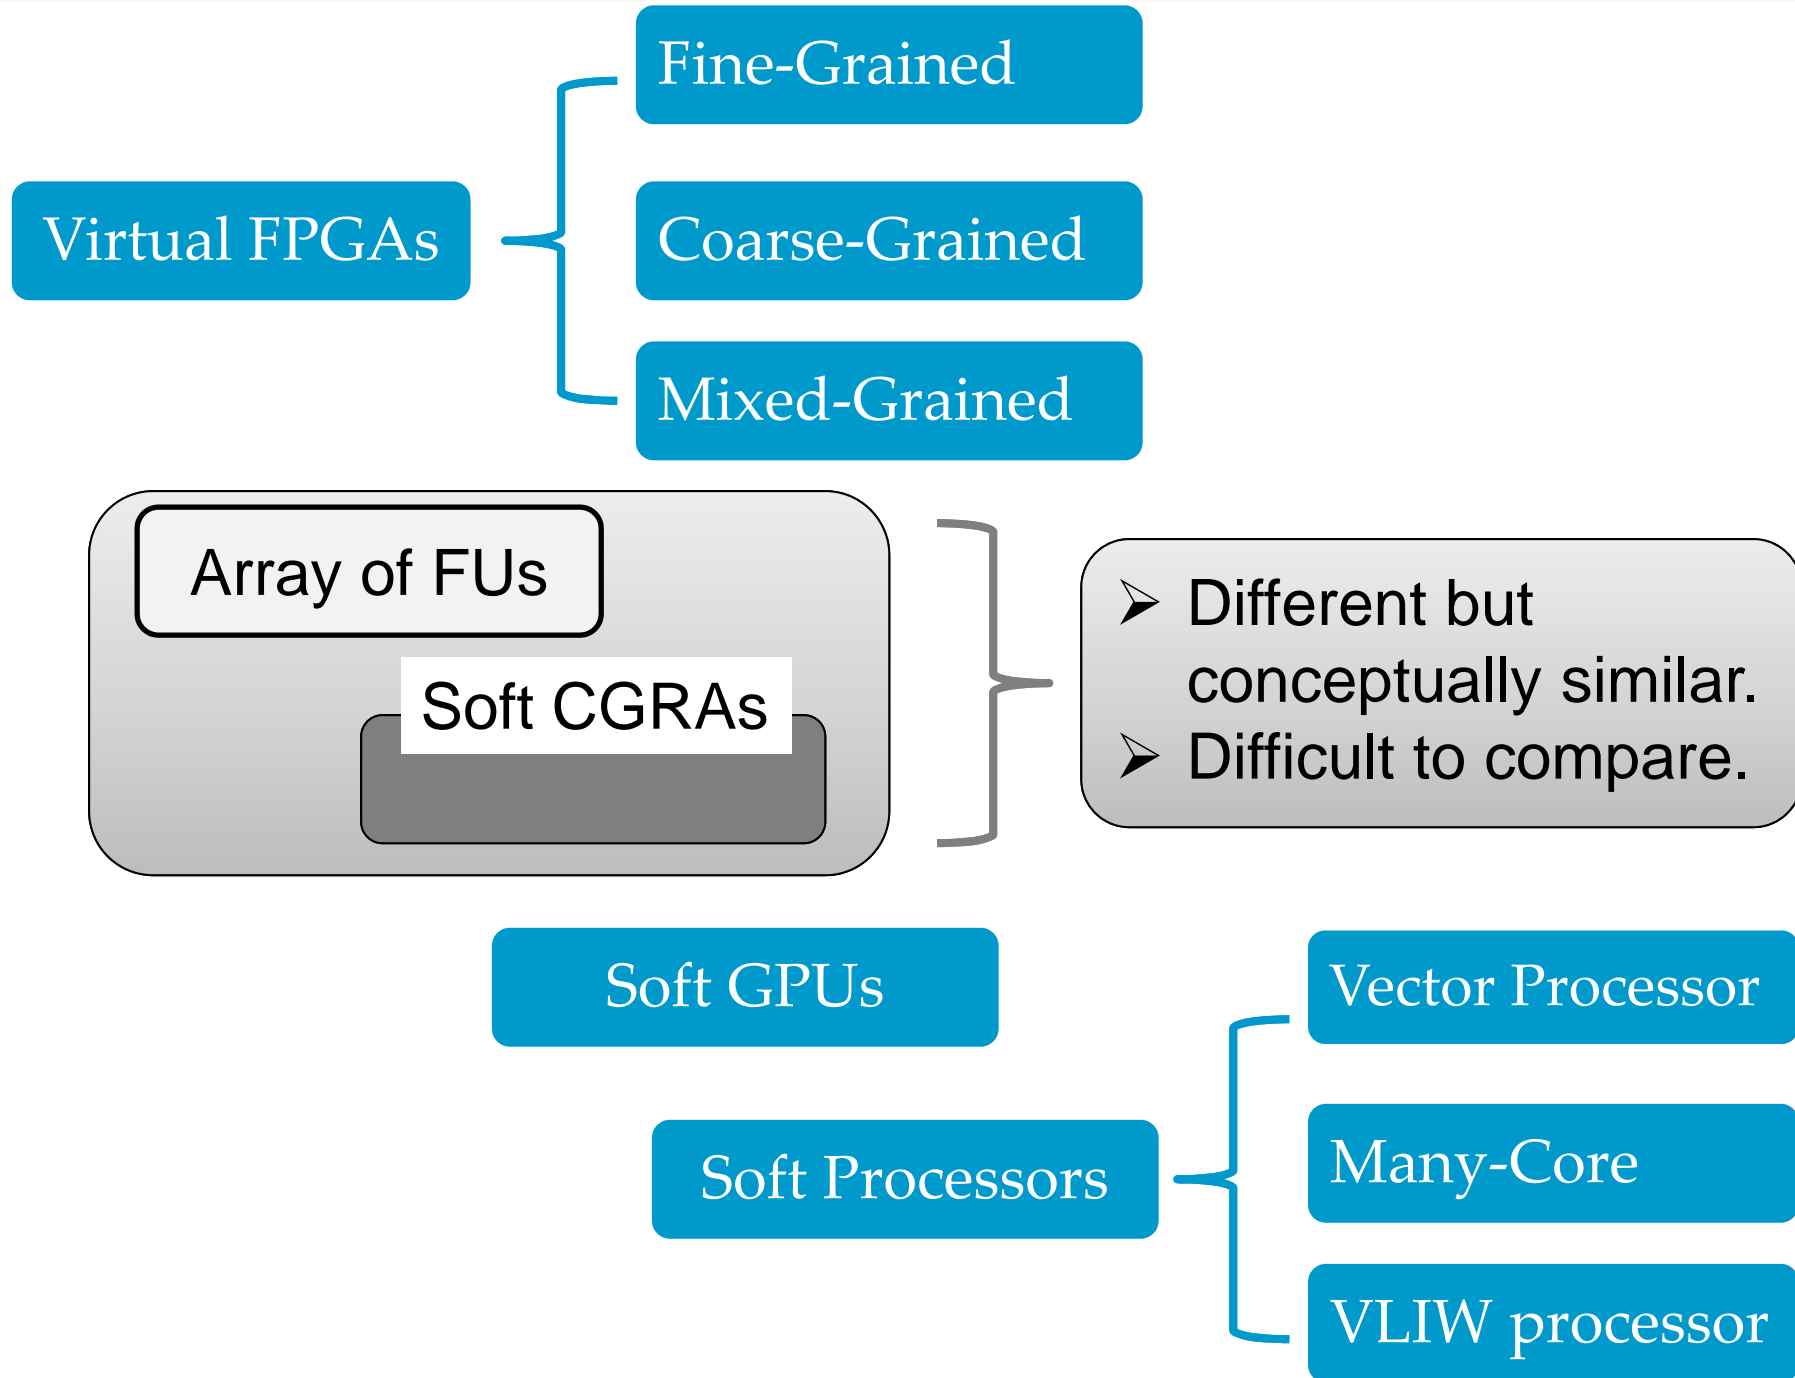 Fine-Grained
Virtual FPGAs
Coarse-Grained
Mixed-Grained
Array of FUs
Soft CGRAs
➢ Different but
conceptually similar.
➢ Difficult to compare.
Soft GPUs
Vector Processor
Soft Processors
Many-Core
VLIW processor